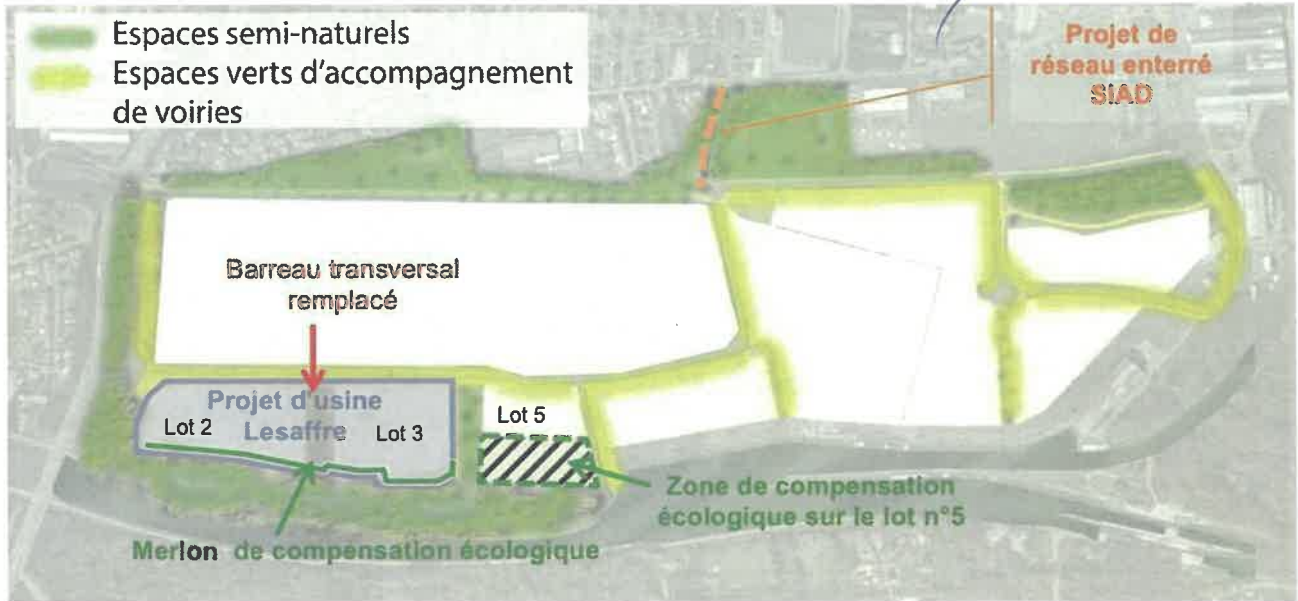 Espaces semi-naturels
Espaces verts d'accompagnement
de voiries
Projet de
réseau enterré
SIAD
Barreau transversal
remplacé
Projet d'usine
Lesaffre
Lot 2
Lot 3
Lot 5
Zone de compensation
écologique sur le lot n°5
Merlon de compensation écologique